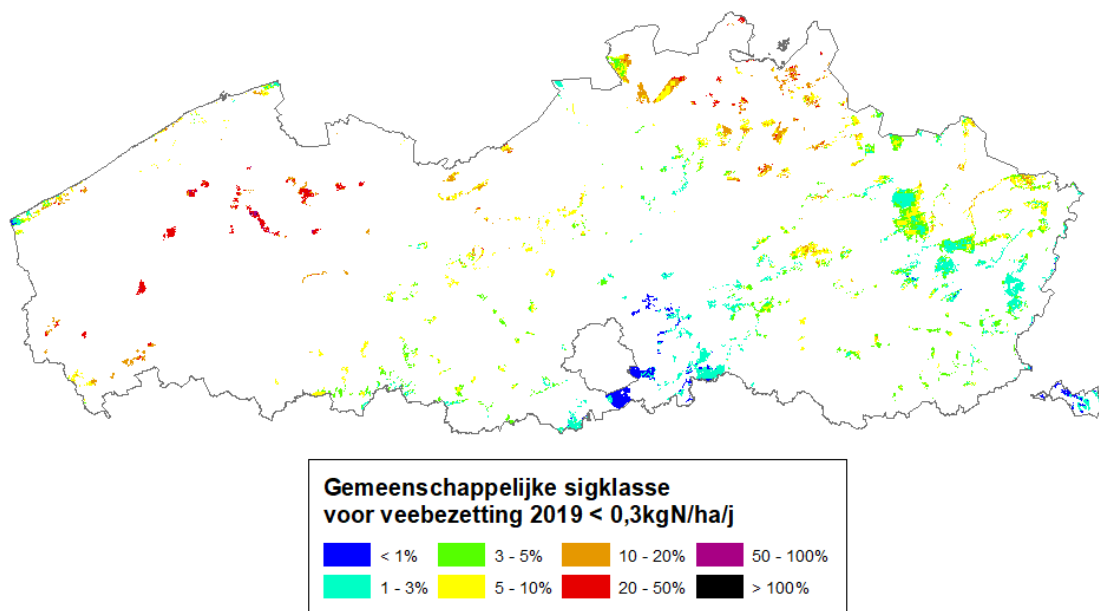 Gemeenschappelijke sigklasse
voor veebezetting 2019 < 0,3kgN/ha/j
< 1% 3 - 5% 10 - 20% 50 - 100%
1 - 3% 5 - 10% 20 - 50% > 100%